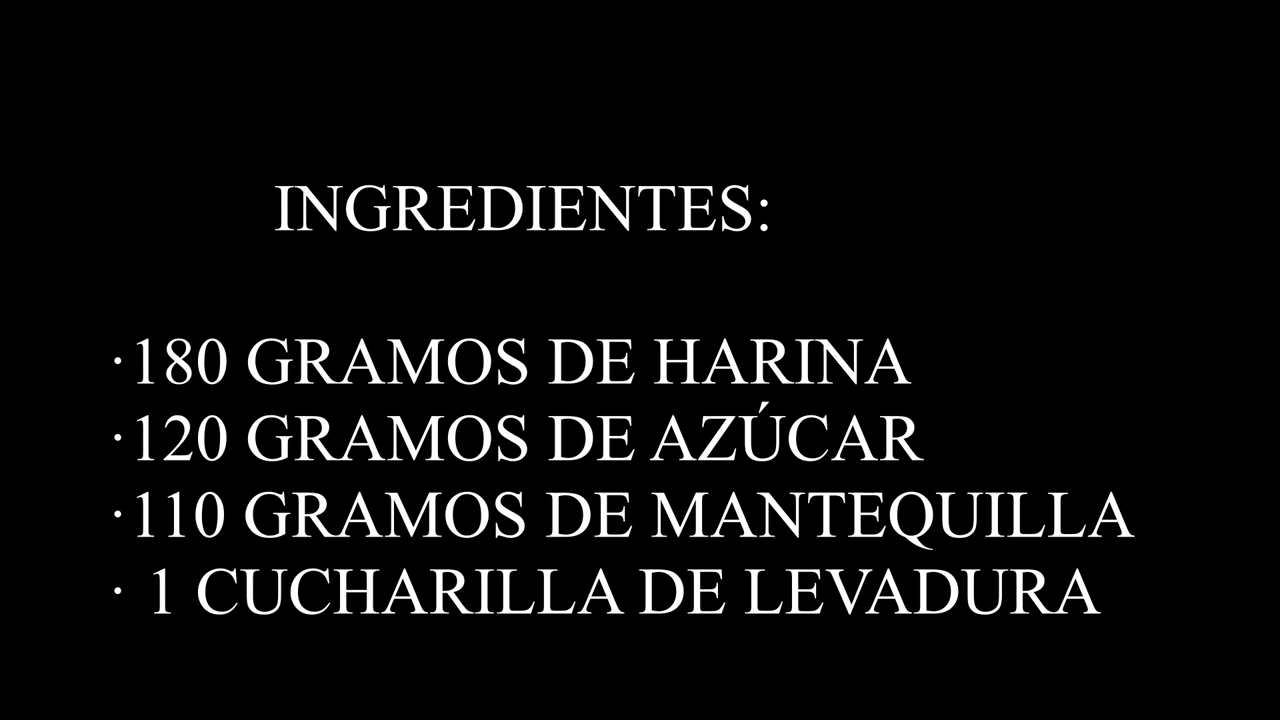 INGREDIENTES:
·180 GRAMOS DE HARINA
·120 GRAMOS DE AZÚCAR
·110 GRAMOS DE MANTEQUILLA
· 1 CUCHARILLA DE LEVADURA